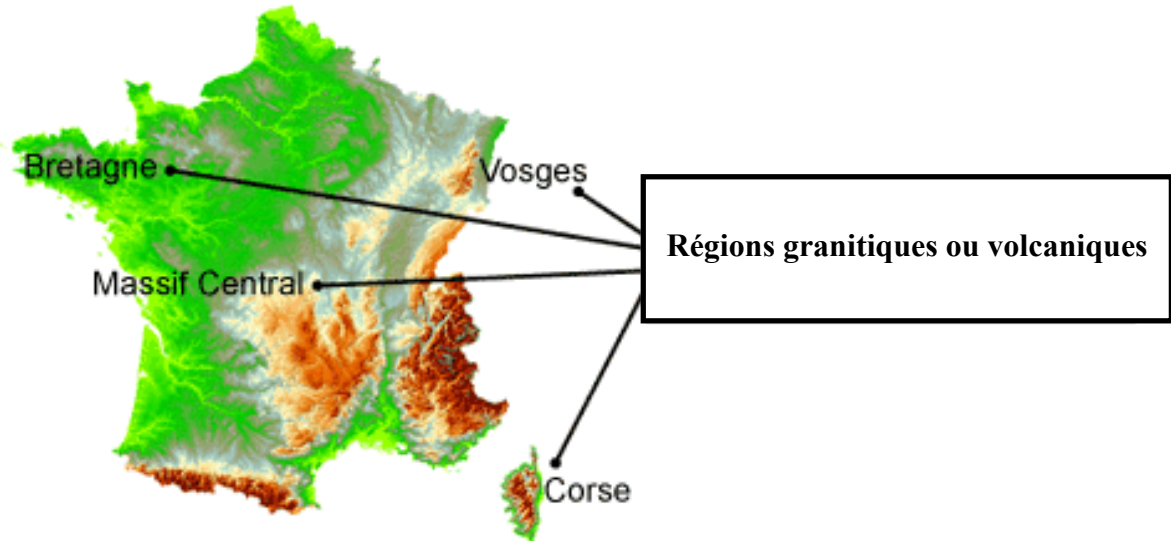 Bretagne
Vosges
Régions granitiques ou volcaniques
Massif Central
Corse